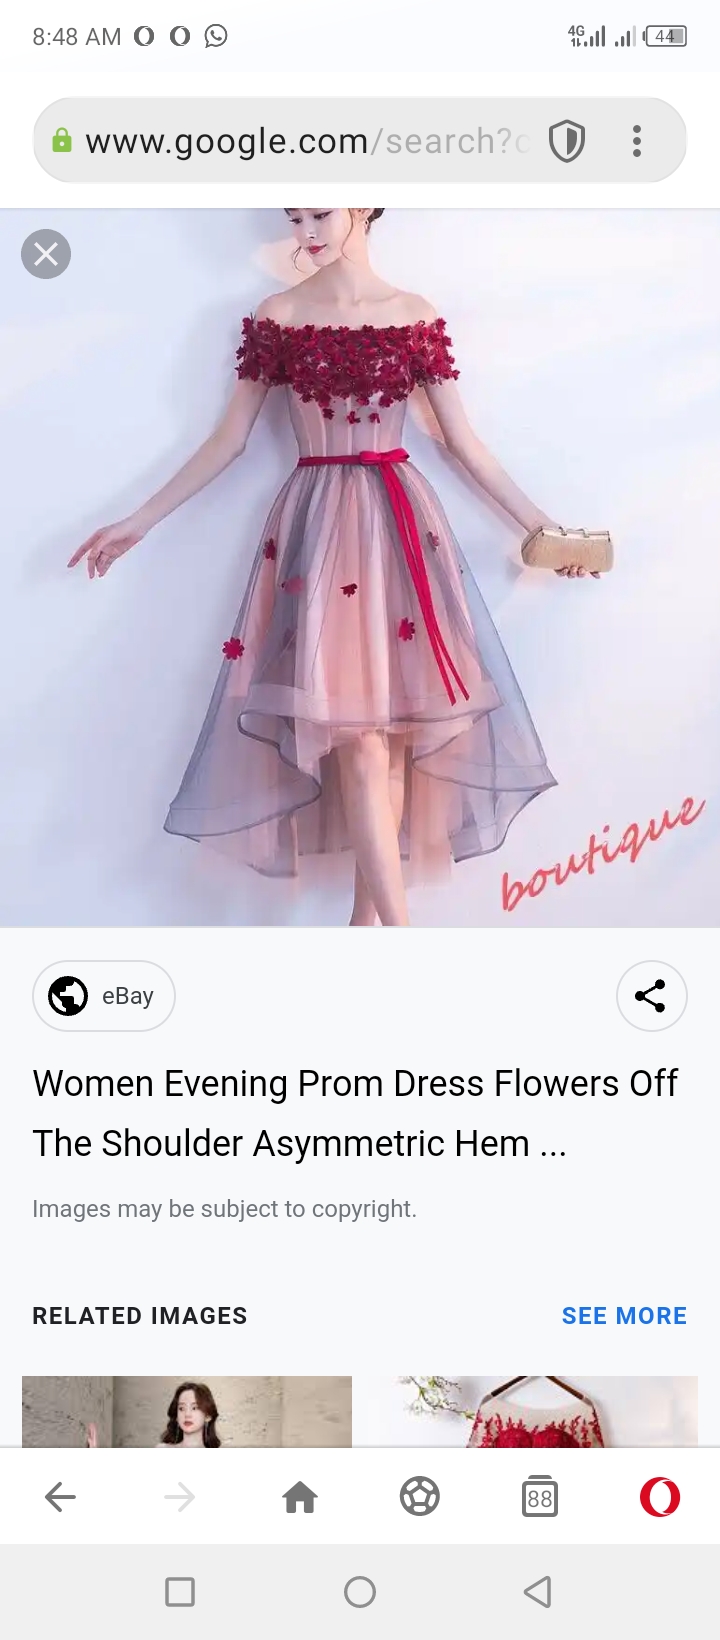 8:48 AM
4G
44
www.google.com/search?
boutique
eBay
Women Evening Prom Dress Flowers Off
The Shoulder Asymmetric Hem ...
Images may be subject to copyright.
RELATED IMAGES
SEE MORE
88